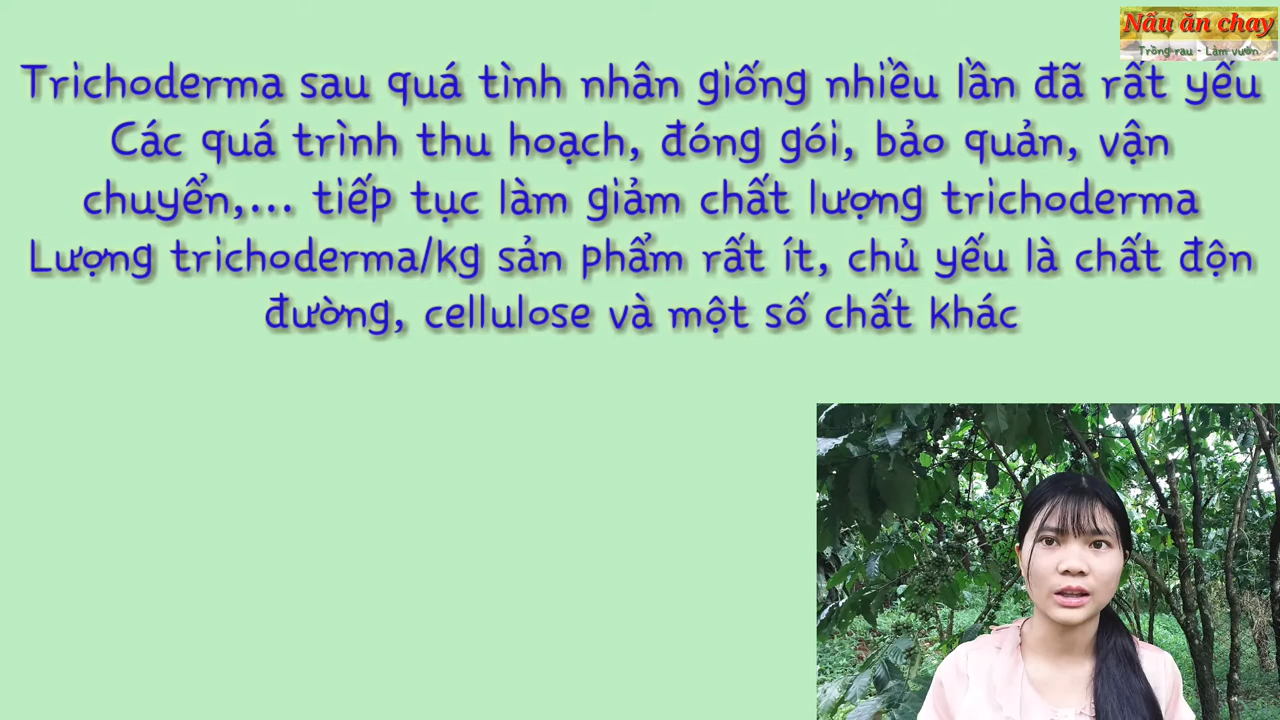 Nấu ăn chay
Trồng rau - Làm vườn
Trichoderma sau quá tình nhân giống nhiều lần đã rất yếu
Các quá trình thu hoạch, đóng gói, bảo quản, vận
chuyển,... tiếp tục làm giảm chất lượng trichoderma
Lượng trichoderma/kg sản phẩm rất ít, chủ yếu là chất độn
đường, cellulose và một số chất khác